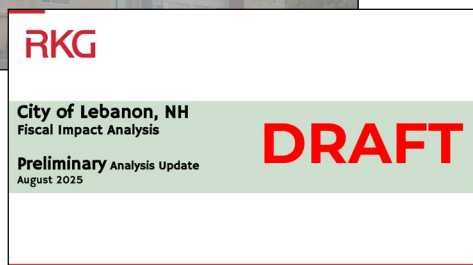 RKG
City of Lebanon, NH
Fiscal Impact Analysis
DRAFT
Preliminary Analysis Update
August 2025